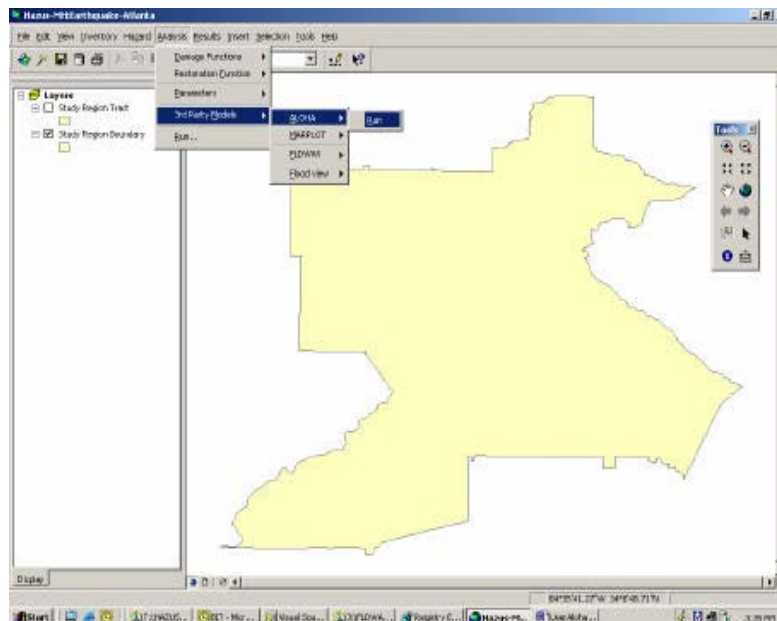 Hazus-MH:Earthquake-Atlanta
File Edit View Inventory Hazard Analysis Results Insert Selection Tools Help
Damage Functions
Restoration Function
Parameters
3rd Party Models
Run...
ALOHA
MARPLOT
FLDWAV
Flood view
Run
Layers
Study Region Tract
Study Region Boundary
Tools
Display
Start